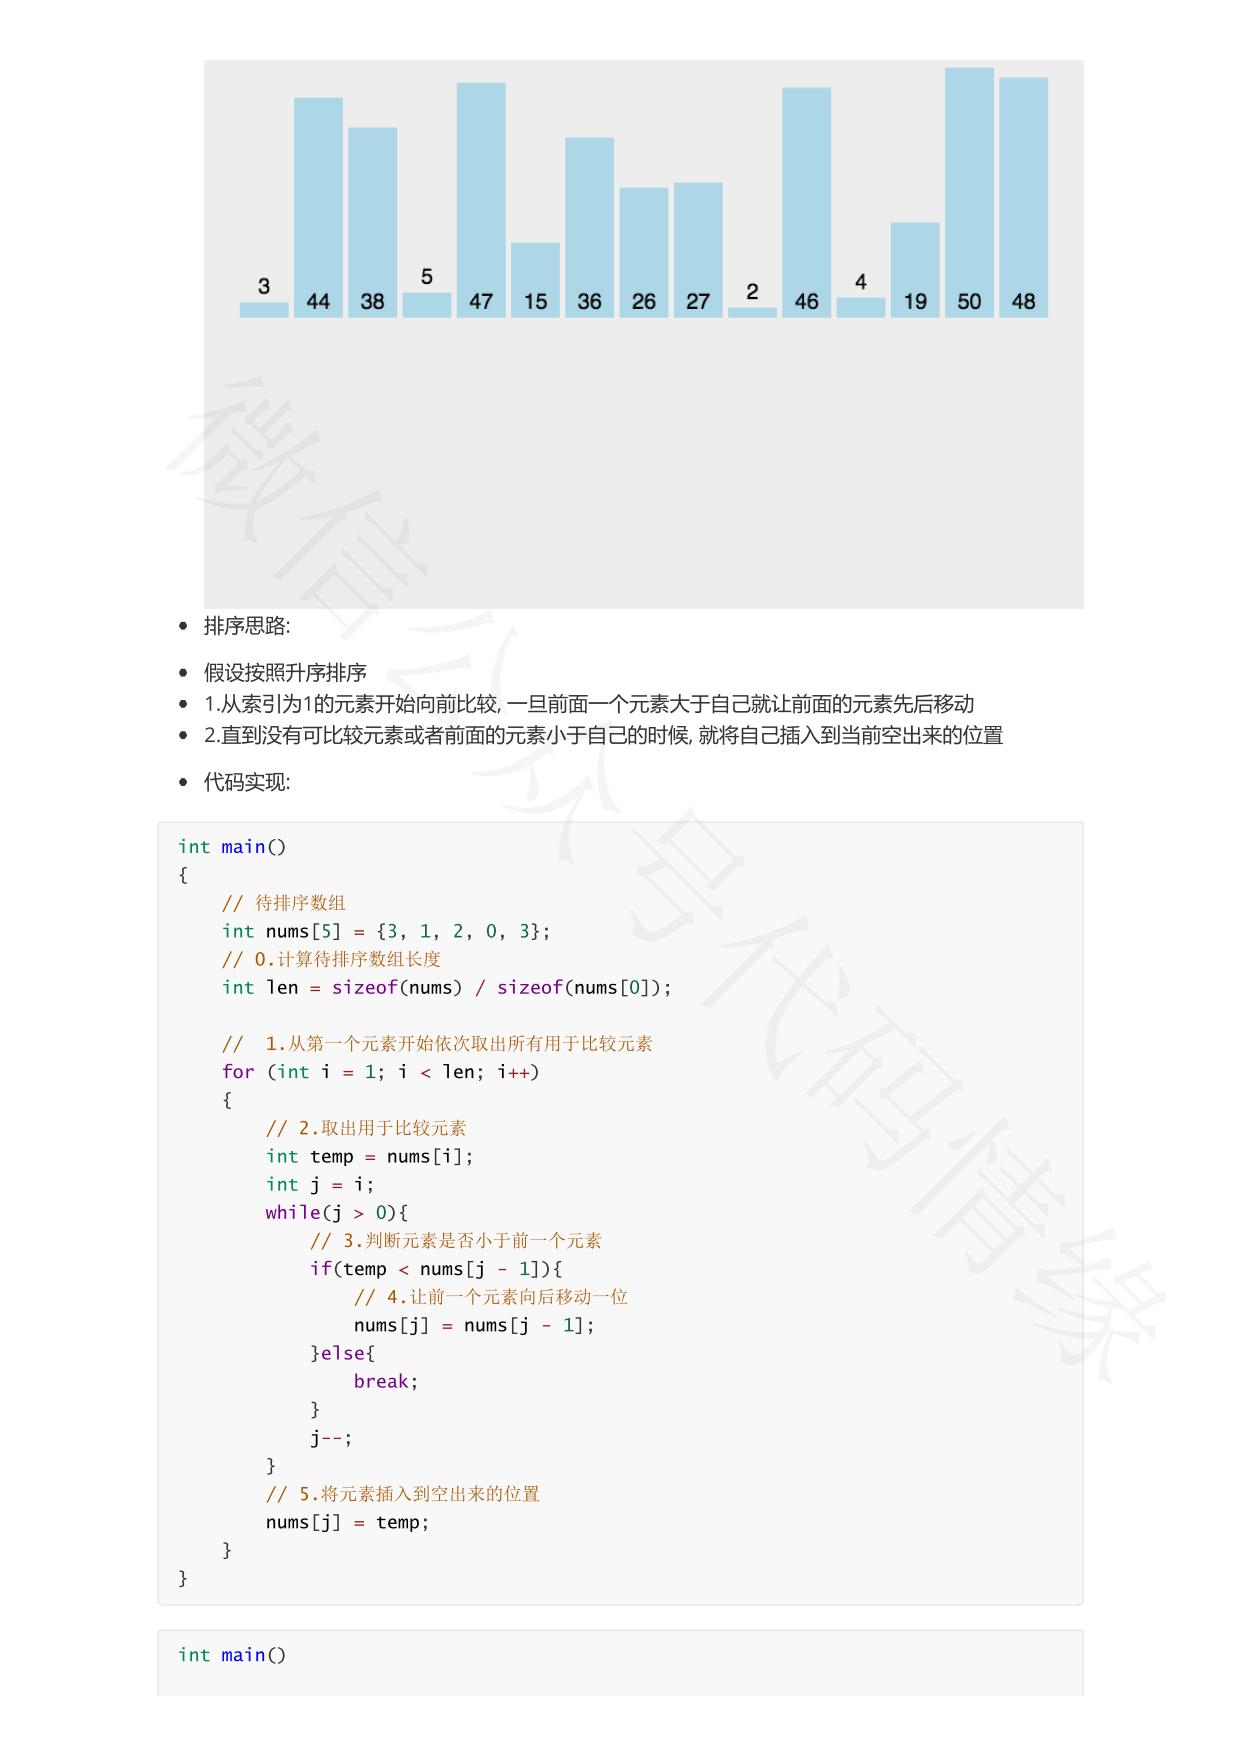 3 44 38 5 47 15 36 26 27 2 46 4 19 50 48
排序思路:
假设按照升序排序
1.从索引为1的元素开始向前比较, 一旦前面一个元素大于自己就让前面的元素先后移动
2.直到没有可比较元素或者前面的元素小于自己的时候, 就将自己插入到当前空出来的位置
代码实现:
int main()
{
    // 待排序数组
    int nums[5] = {3, 1, 2, 0, 3};
    // 0.计算待排序数组长度
    int len = sizeof(nums) / sizeof(nums[0]);
    //  1.从第一个元素开始依次取出所有用于比较元素
    for (int i = 1; i < len; i++)
    {
        // 2.取出用于比较元素
        int temp = nums[i];
        int j = i;
        while(j > 0){
            // 3.判断元素是否小于前一个元素
            if(temp < nums[j - 1]){
                // 4.让前一个元素向后移动一位
                nums[j] = nums[j - 1];
            }else{
                break;
            }
            j--;
        }
        // 5.将元素插入到空出来的位置
        nums[j] = temp;
    }
}
int main()
微信公众号代码情缘